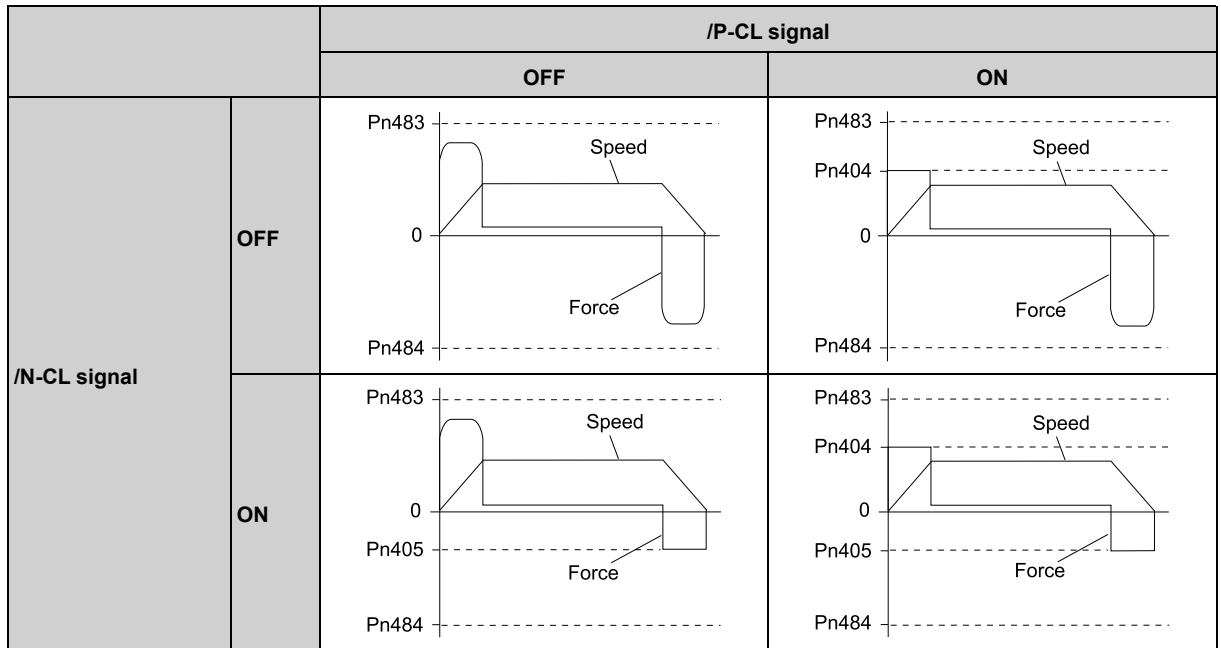 /P-CL signal
OFF
ON
/N-CL signal
OFF
Pn483
Speed
0
Force
Pn484
Pn483
Speed
Pn404
0
Force
Pn484
ON
Pn483
Speed
0
Pn405
Force
Pn484
Pn483
Speed
Pn404
0
Pn405
Force
Pn484